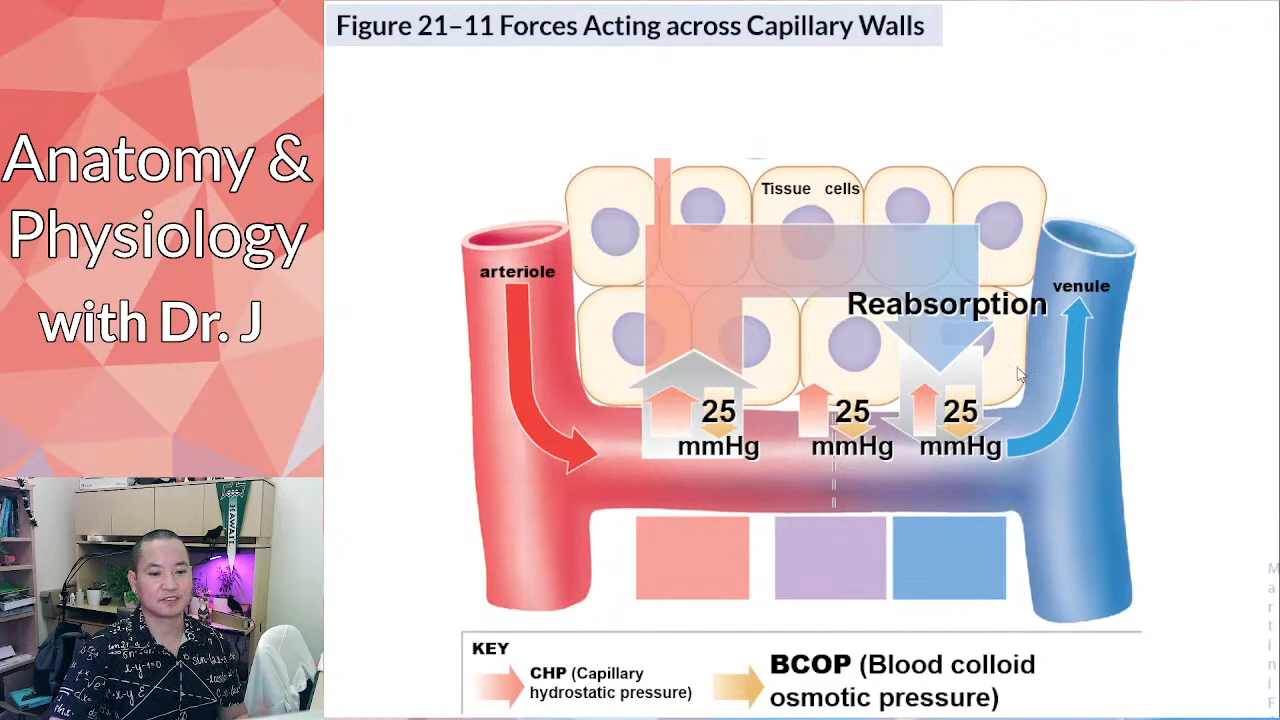 Figure 21–11 Forces Acting across Capillary Walls
Anatomy &
Physiology
with Dr. J
Tissue cells
arteriole
venule
Reabsorption
25
mmHg
25
mmHg
25
mmHg
HAWAII
KEY
CHP (Capillary
hydrostatic pressure)
BCOP (Blood colloid
osmotic pressure)
M
a
r
t
i
n
i
F